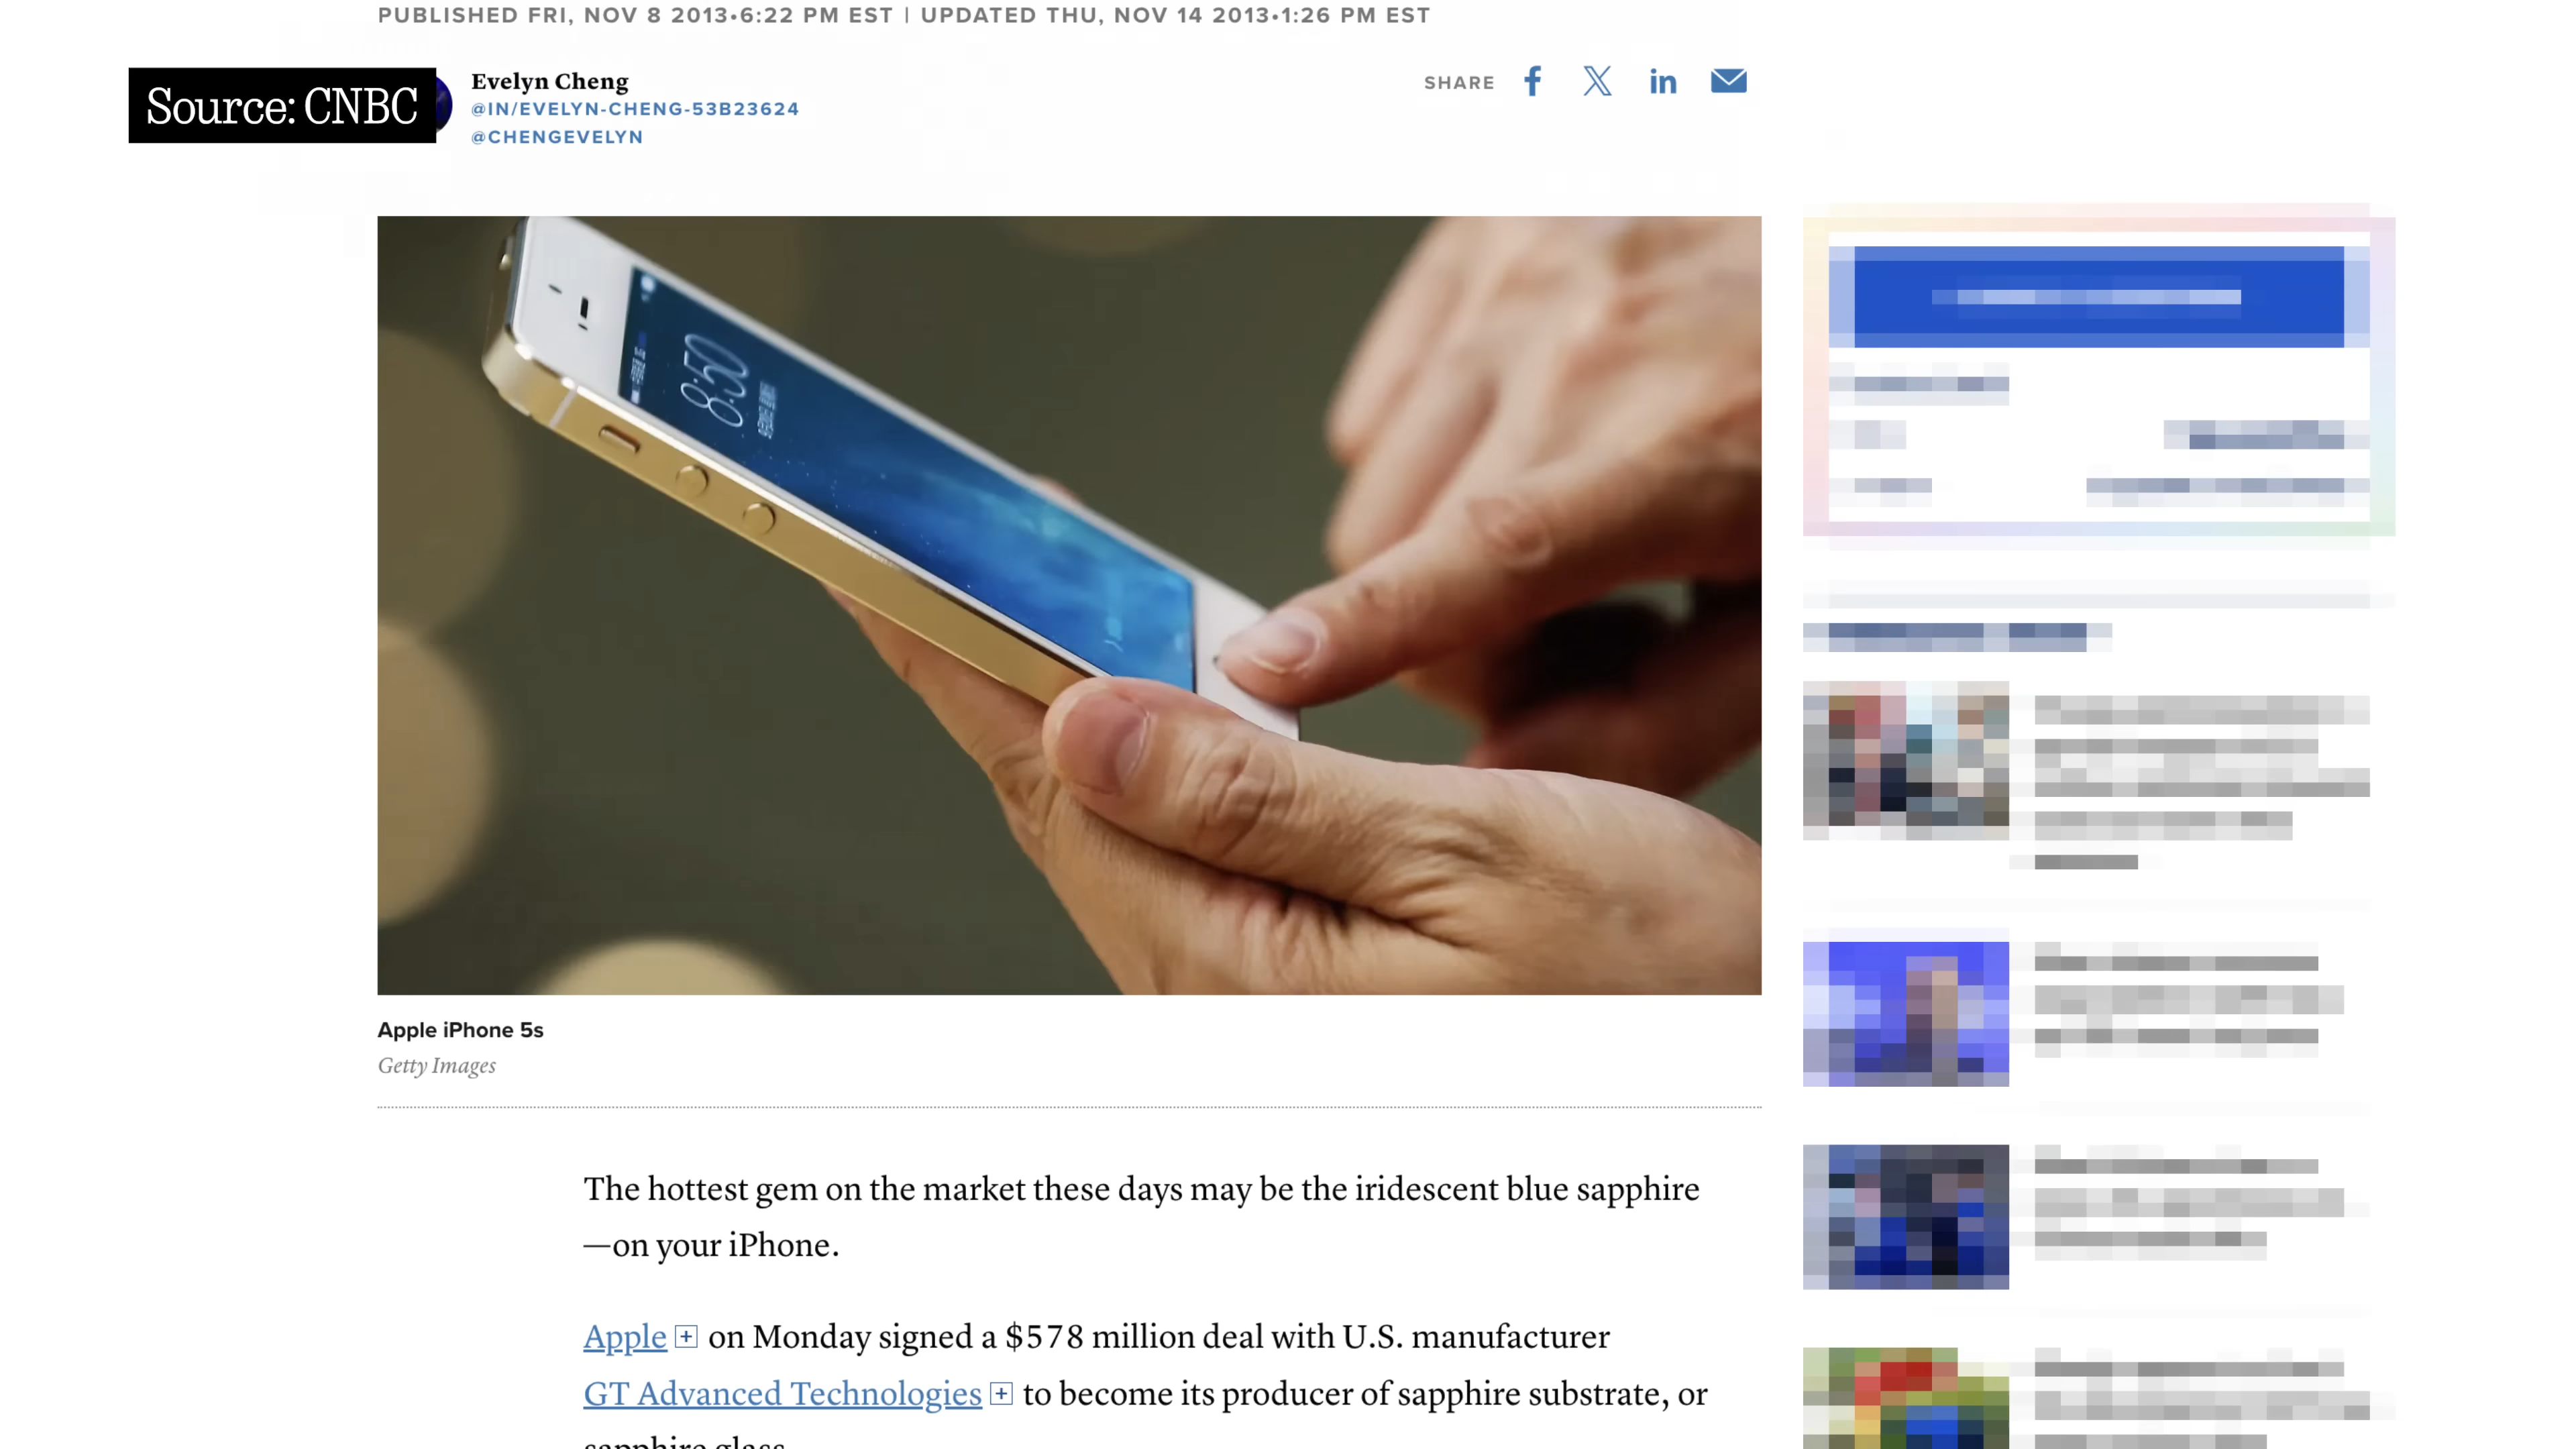 PUBLISHED FRI, NOV 8 2013•6:22 PM EST | UPDATED THU, NOV 14 2013•1:26 PM EST
Source: CNBC
Evelyn Cheng
@IN/EVELYN-CHENG-53B23624
@CHENGEVELYN
SHARE
8:50
Apple iPhone 5s
Getty Images
The hottest gem on the market these days may be the iridescent blue sapphire
—on your iPhone.
Apple on Monday signed a $578 million deal with U.S. manufacturer
GT Advanced Technologies to become its producer of sapphire substrate, or
sapphire glass